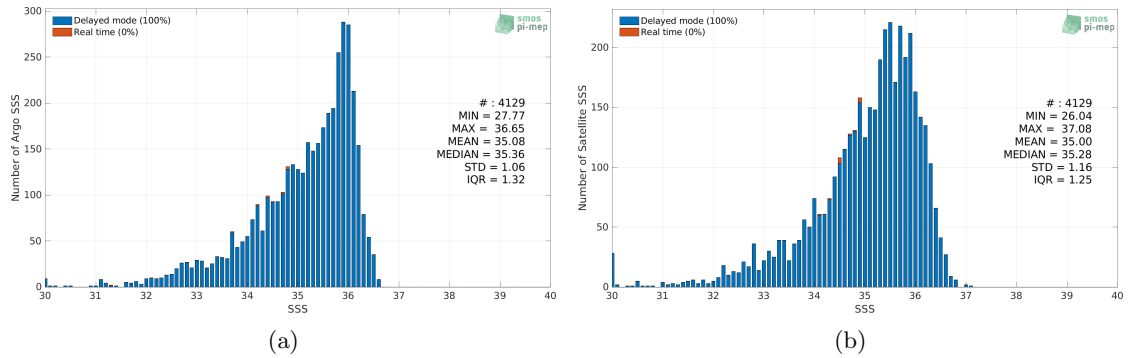 Delayed mode (100%)
Real time (0%)
smos
pi-mep
# : 4129
MIN = 27.77
MAX = 36.65
MEAN = 35.08
MEDIAN = 35.36
STD = 1.06
IQR = 1.32
Number of Argo SSS
300
250
200
150
100
50
0
30 31 32 33 34 35 36 37 38 39 40
SSS
(a)
Delayed mode (100%)
Real time (0%)
smos
pi-mep
# : 4129
MIN = 26.04
MAX = 37.08
MEAN = 35.00
MEDIAN = 35.28
STD = 1.16
IQR = 1.25
Number of Satellite SSS
200
150
100
50
0
30 31 32 33 34 35 36 37 38 39 40
SSS
(b)